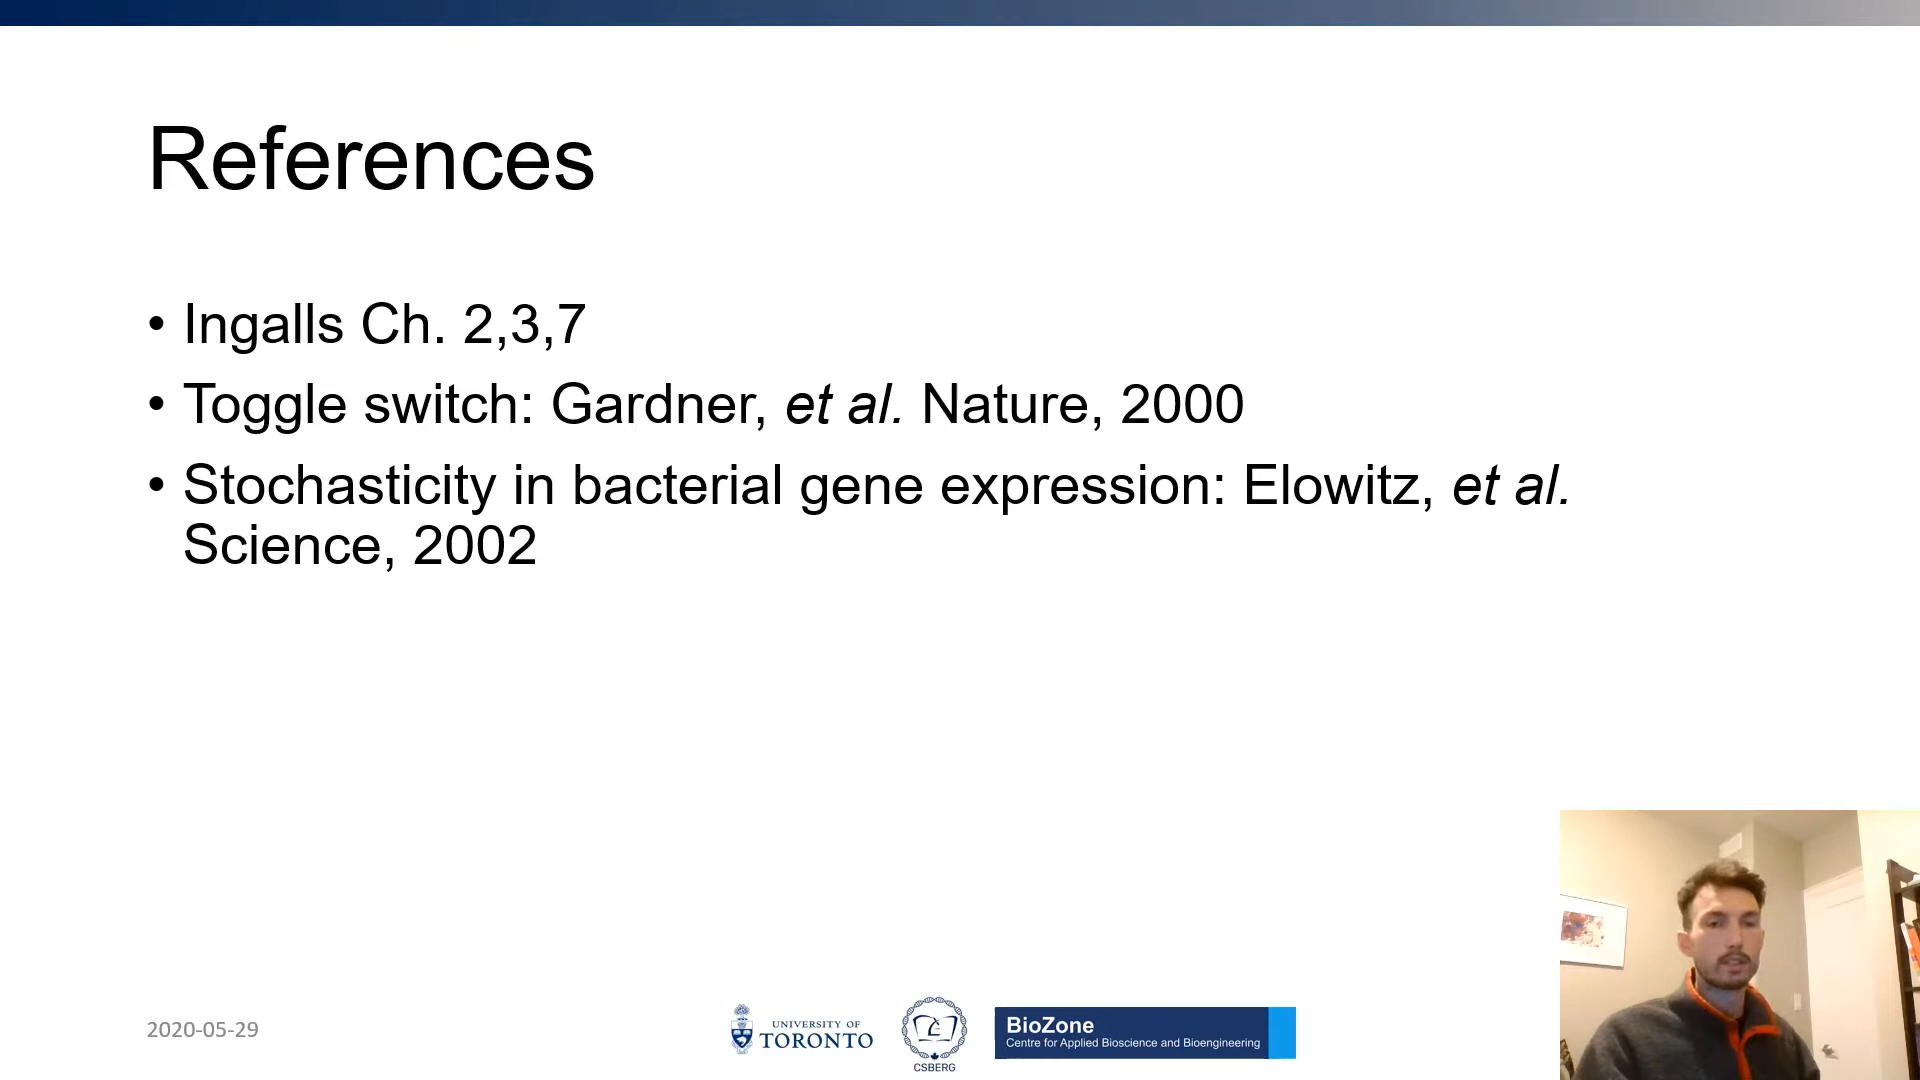 References
• Ingalls Ch. 2,3,7
• Toggle switch: Gardner, et al. Nature, 2000
• Stochasticity in bacterial gene expression: Elowitz, et al.
Science, 2002
2020-05-29
UNIVERSITY OF
TORONTO
CSBERG
BioZone
Centre for Applied Bioscience and Bioengineering